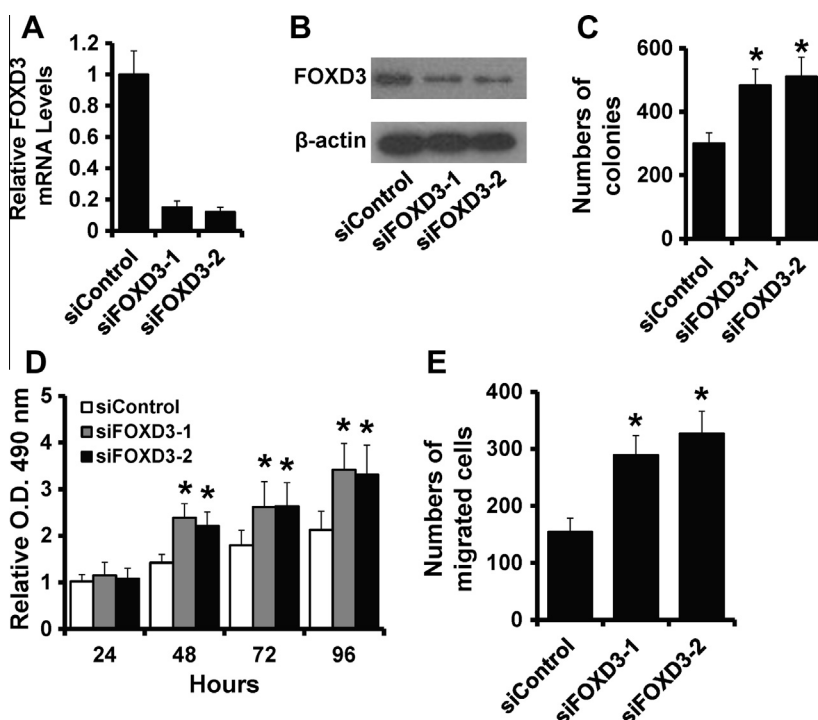 A
Relative FOXD3
mRNA Levels
1.2
1
0.8
0.6
0.4
0.2
0
siControl
siFOXD3-1
siFOXD3-2
B
FOXD3
β-actin
siControl
siFOXD3-1
siFOXD3-2
C
Numbers of
colonies
600
400
200
0
*
*
siControl
siFOXD3-1
siFOXD3-2
D
Relative O.D. 490 nm
5
4
3
2
1
0
siControl
siFOXD3-1
siFOXD3-2
* *
* *
* *
24 48 72 96
Hours
E
Numbers of
migrated cells
400
300
200
100
0
*
*
siControl
siFOXD3-1
siFOXD3-2